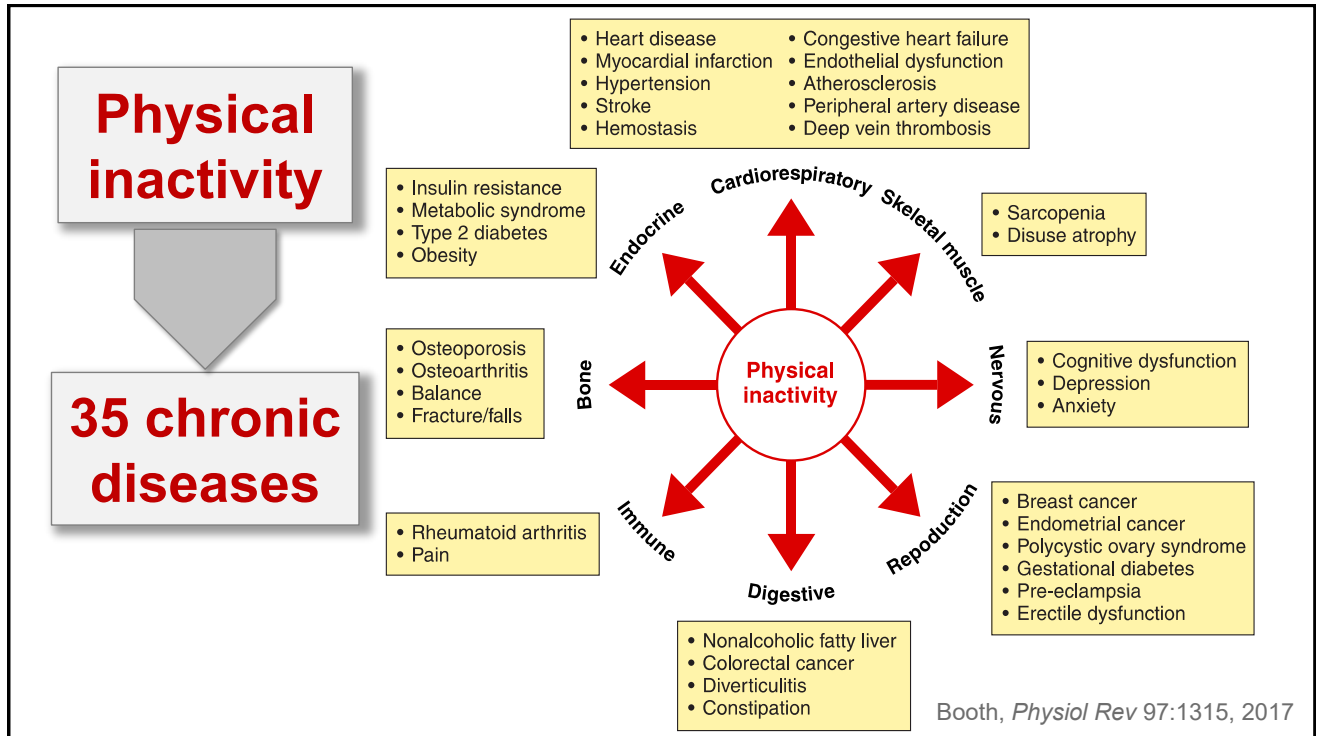 Physical
inactivity
35 chronic
diseases
• Heart disease
• Myocardial infarction
• Hypertension
• Stroke
• Hemostasis
• Congestive heart failure
• Endothelial dysfunction
• Atherosclerosis
• Peripheral artery disease
• Deep vein thrombosis
• Insulin resistance
• Metabolic syndrome
• Type 2 diabetes
• Obesity
Endocrine
Cardiorespiratory
Skeletal muscle
• Sarcopenia
• Disuse atrophy
• Osteoporosis
• Osteoarthritis
• Balance
• Fracture/falls
Bone
Physical
inactivity
Nervous
• Cognitive dysfunction
• Depression
• Anxiety
• Rheumatoid arthritis
• Pain
Immune
Digestive
Repoduction
• Breast cancer
• Endometrial cancer
• Polycystic ovary syndrome
• Gestational diabetes
• Pre-eclampsia
• Erectile dysfunction
• Nonalcoholic fatty liver
• Colorectal cancer
• Diverticulitis
• Constipation
Booth, Physiol Rev 97:1315, 2017